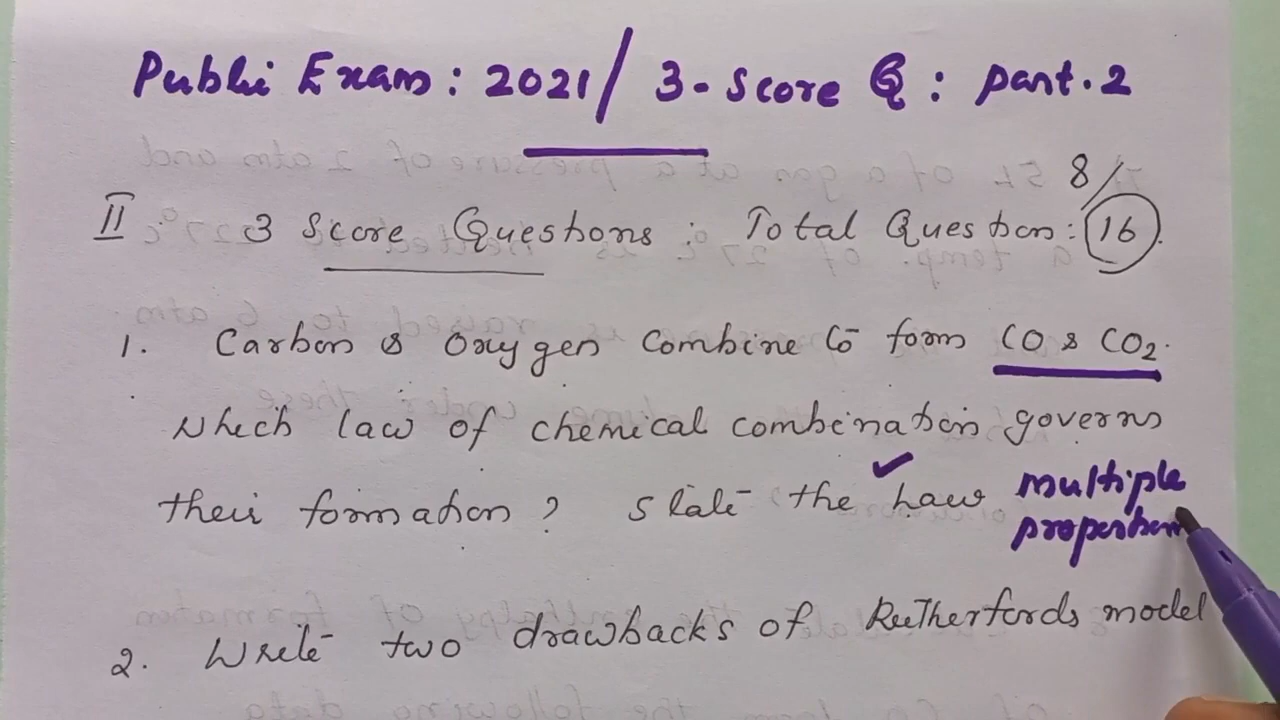 Public Exam: 2021/ 3-Score Q: part.2
8/
II 3 Score Questions: Total Question: 16.
1. Carbon & Oxygen Combine to form CO & CO2.
which law of chemical combination governs
their formation? State the Law. multiple
proportion
2. Write two drawbacks of Rutherfords model